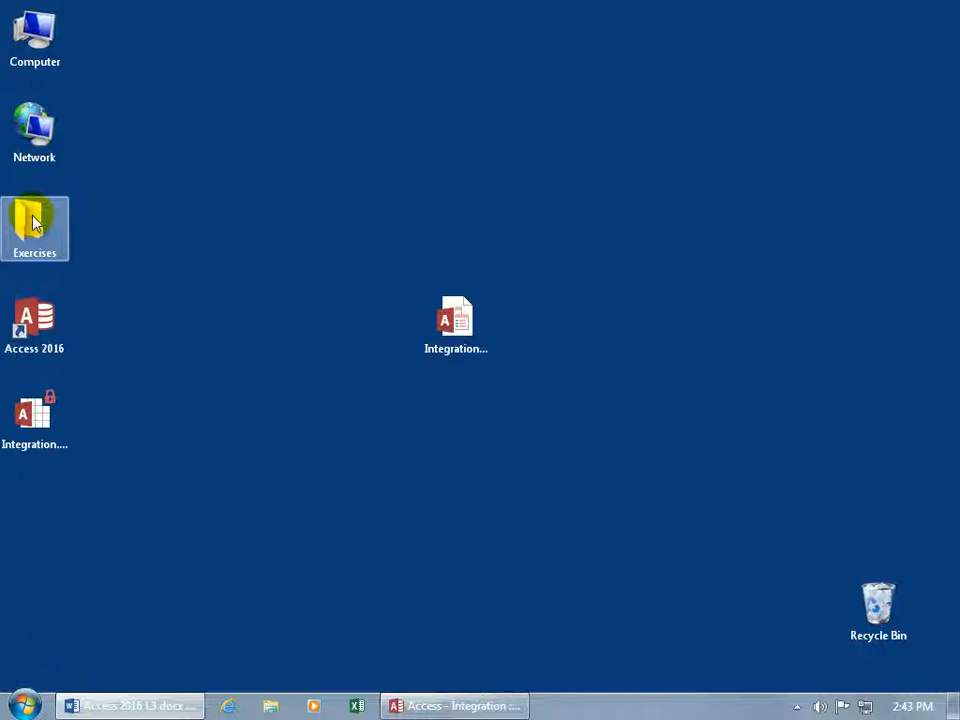 Computer
Network
Exercises
Access 2016
Integration....
Integration...
Recycle Bin
Access 2016 L3.docx ...
Access - Integration :...
2:43 PM